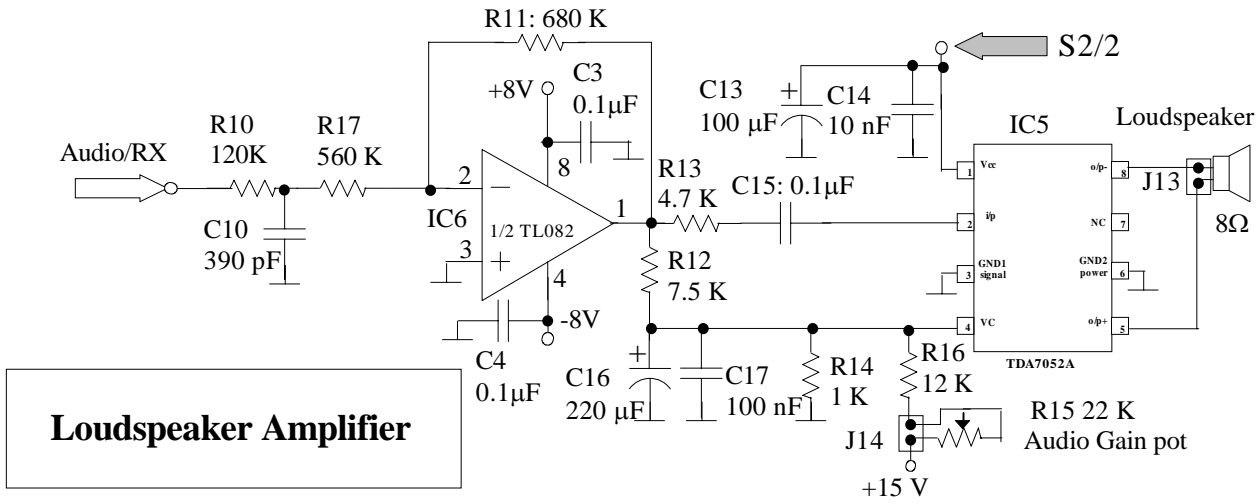 R11: 680 K
S2/2
+8V
C3
0.1µF
C13
100 µF
+
C14
10 nF
IC5
Loudspeaker
Audio/RX
R10
120K
R17
560 K
8
2
−
IC6
1/2 TL082
1
3
+
4
C10
390 pF
R13
4.7 K
C15: 0.1µF
Vcc
1
o/p-
8
J13
8Ω
i/p
2
NC
7
GND1
signal
3
GND2
power
6
VC
4
o/p+
5
TDA7052A
R12
7.5 K
-8V
C4
0.1µF
+
C16
220 µF
C17
100 nF
R14
1 K
R16
12 K
J14
R15 22 K
Audio Gain pot
+15 V
Loudspeaker Amplifier